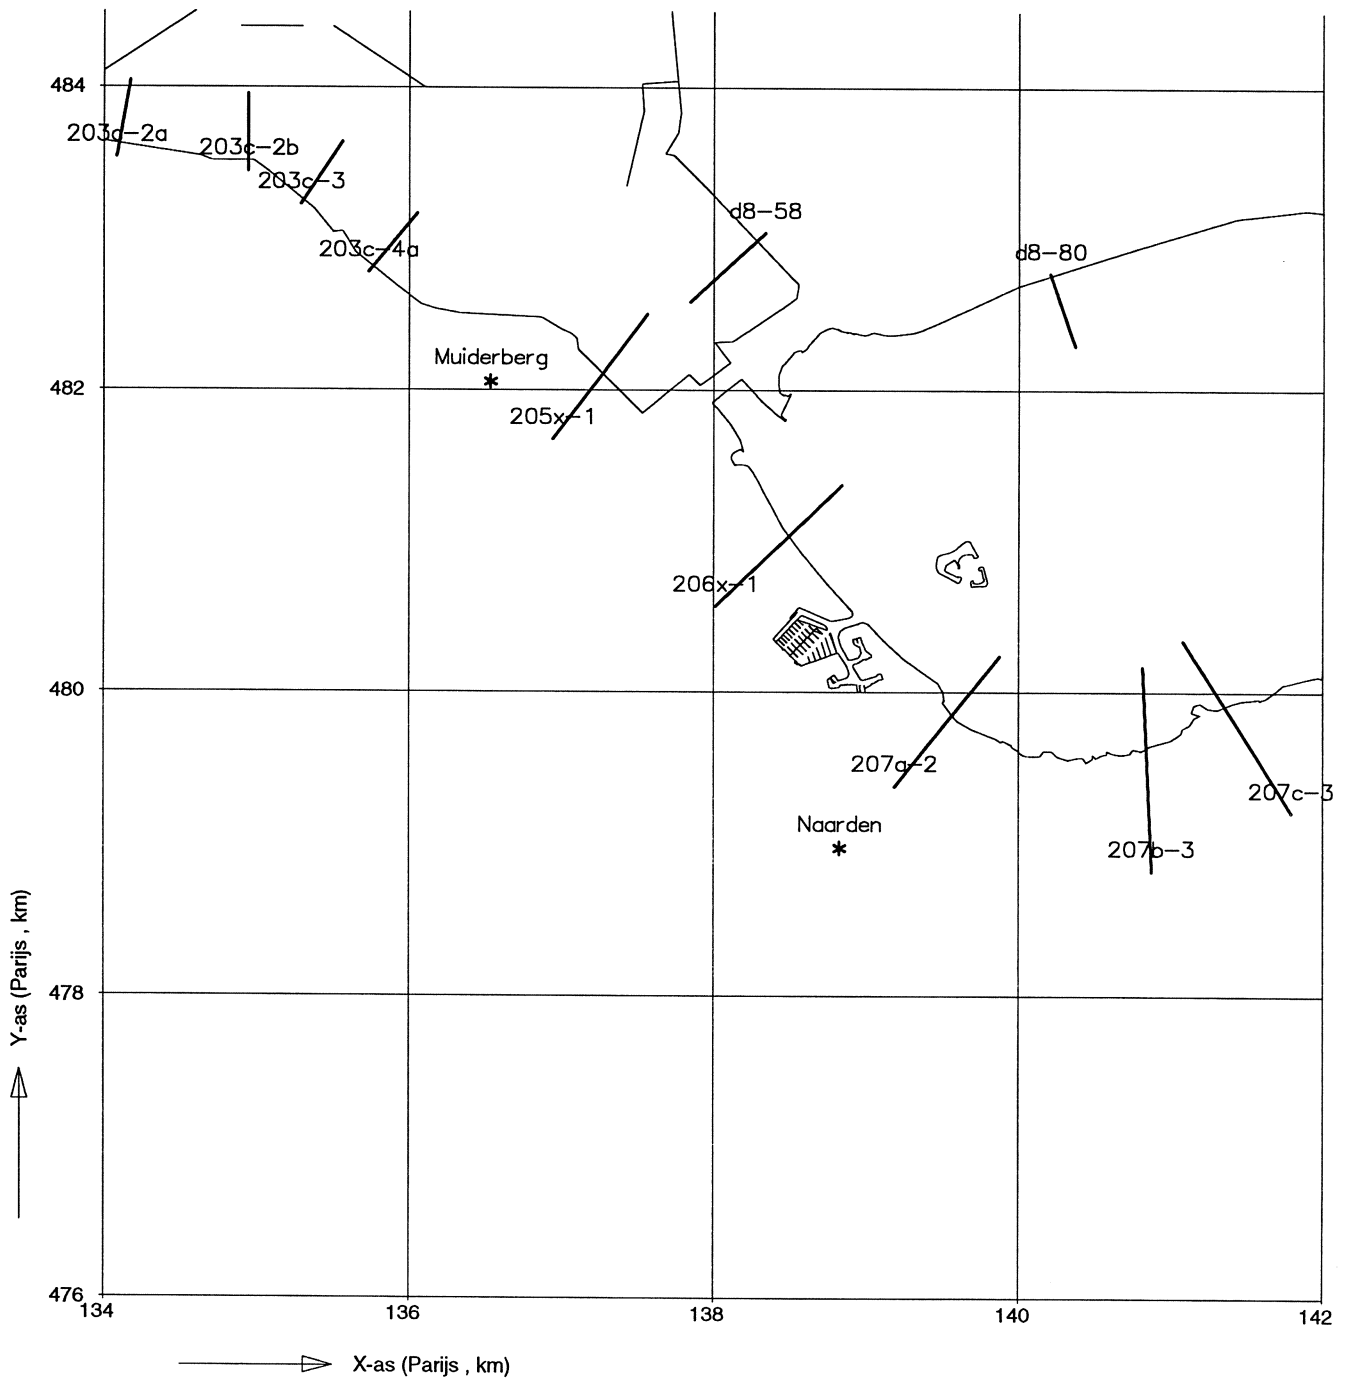 484
203c-2a
203c-2b
203c-3
d8-58
203c-4a
d8-80
Muiderberg
*
482
205x-1
206x-1
480
207a-2
207c-3
Naarden
*
207b-3
478
476
134
136
138
140
142
Y-as (Parijs , km)
X-as (Parijs , km)